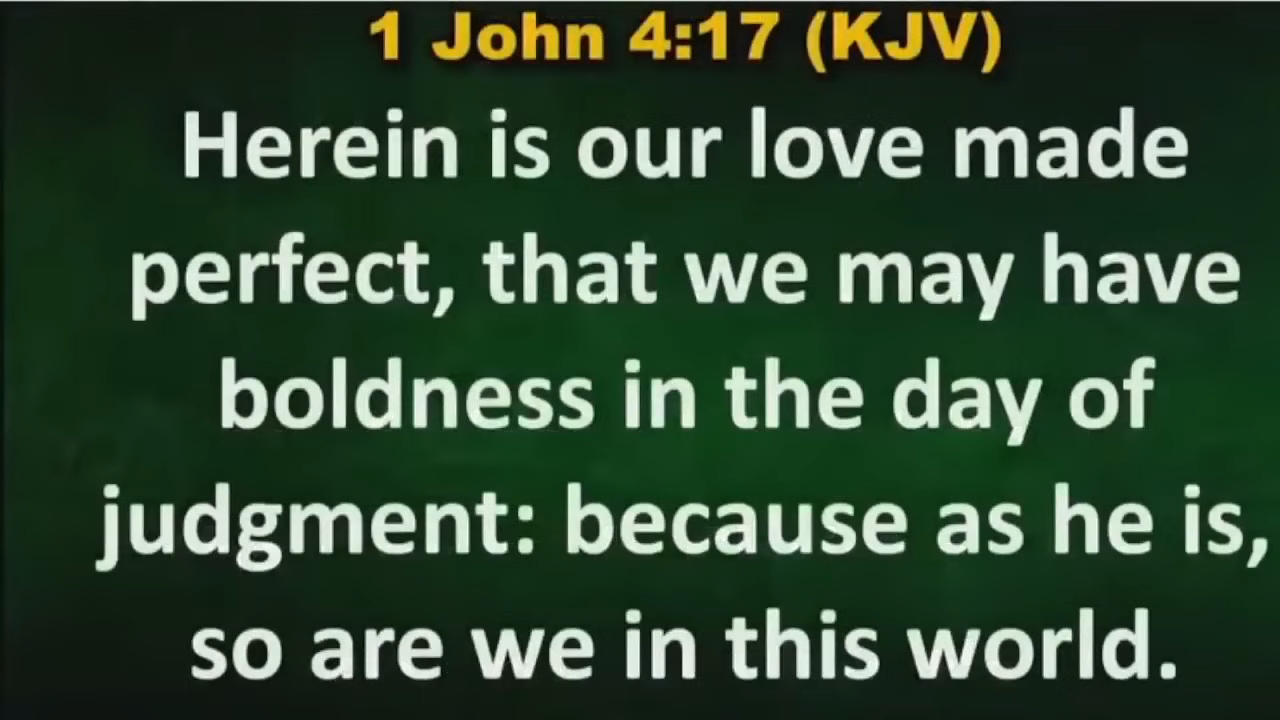 1 John 4:17 (KJV)
Herein is our love made
perfect, that we may have
boldness in the day of
judgment: because as he is,
so are we in this world.